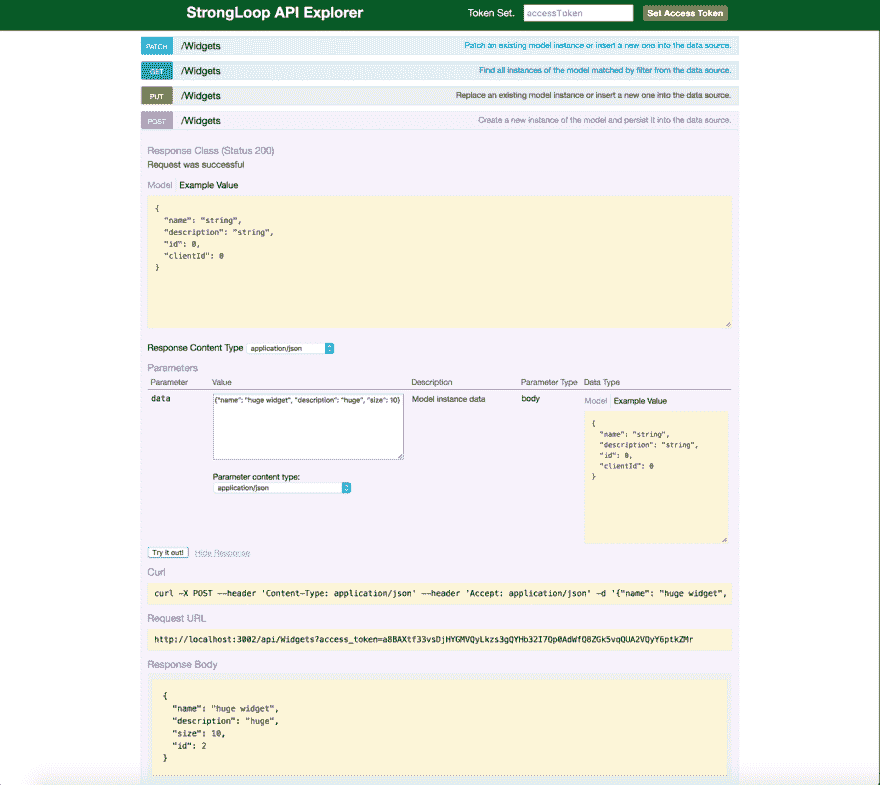 StrongLoop API Explorer Token Set. accessToken Set Access Token
PATCH /Widgets Patch an existing model instance or insert a new one into the data source.
GET /Widgets Find all instances of the model matched by filter from the data source.
PUT /Widgets Replace an existing model instance or insert a new one into the data source.
POST /Widgets Create a new instance of the model and persist it into the data source.
Response Class (Status 200)
Request was successful
Model Example Value
{
"name": "string",
"description": "string",
"id": 0,
"clientId": 0
}
Response Content Type application/json
Parameters
Parameter Value Description Parameter Type Data Type
data {"name": "huge widget", "description": "huge", "size": 10} Model instance data body Model Example Value
{
"name": "string",
"description": "string",
"id": 0,
"clientId": 0
}
Parameter content type:
application/json
Try it out! Hide Response
Curl
curl -X POST --header 'Content-Type: application/json' --header 'Accept: application/json' -d '{"name": "huge widget",
Request URL
http://localhost:3002/api/Widgets?access_token=a8BAXtf33vsDjHYGMVQyLkzs3gQYHb32I7Qp0AdWfQ8ZGk5vqQUA2VQyY6ptkZMr
Response Body
{
"name": "huge widget",
"description": "huge",
"size": 10,
"id": 2
}